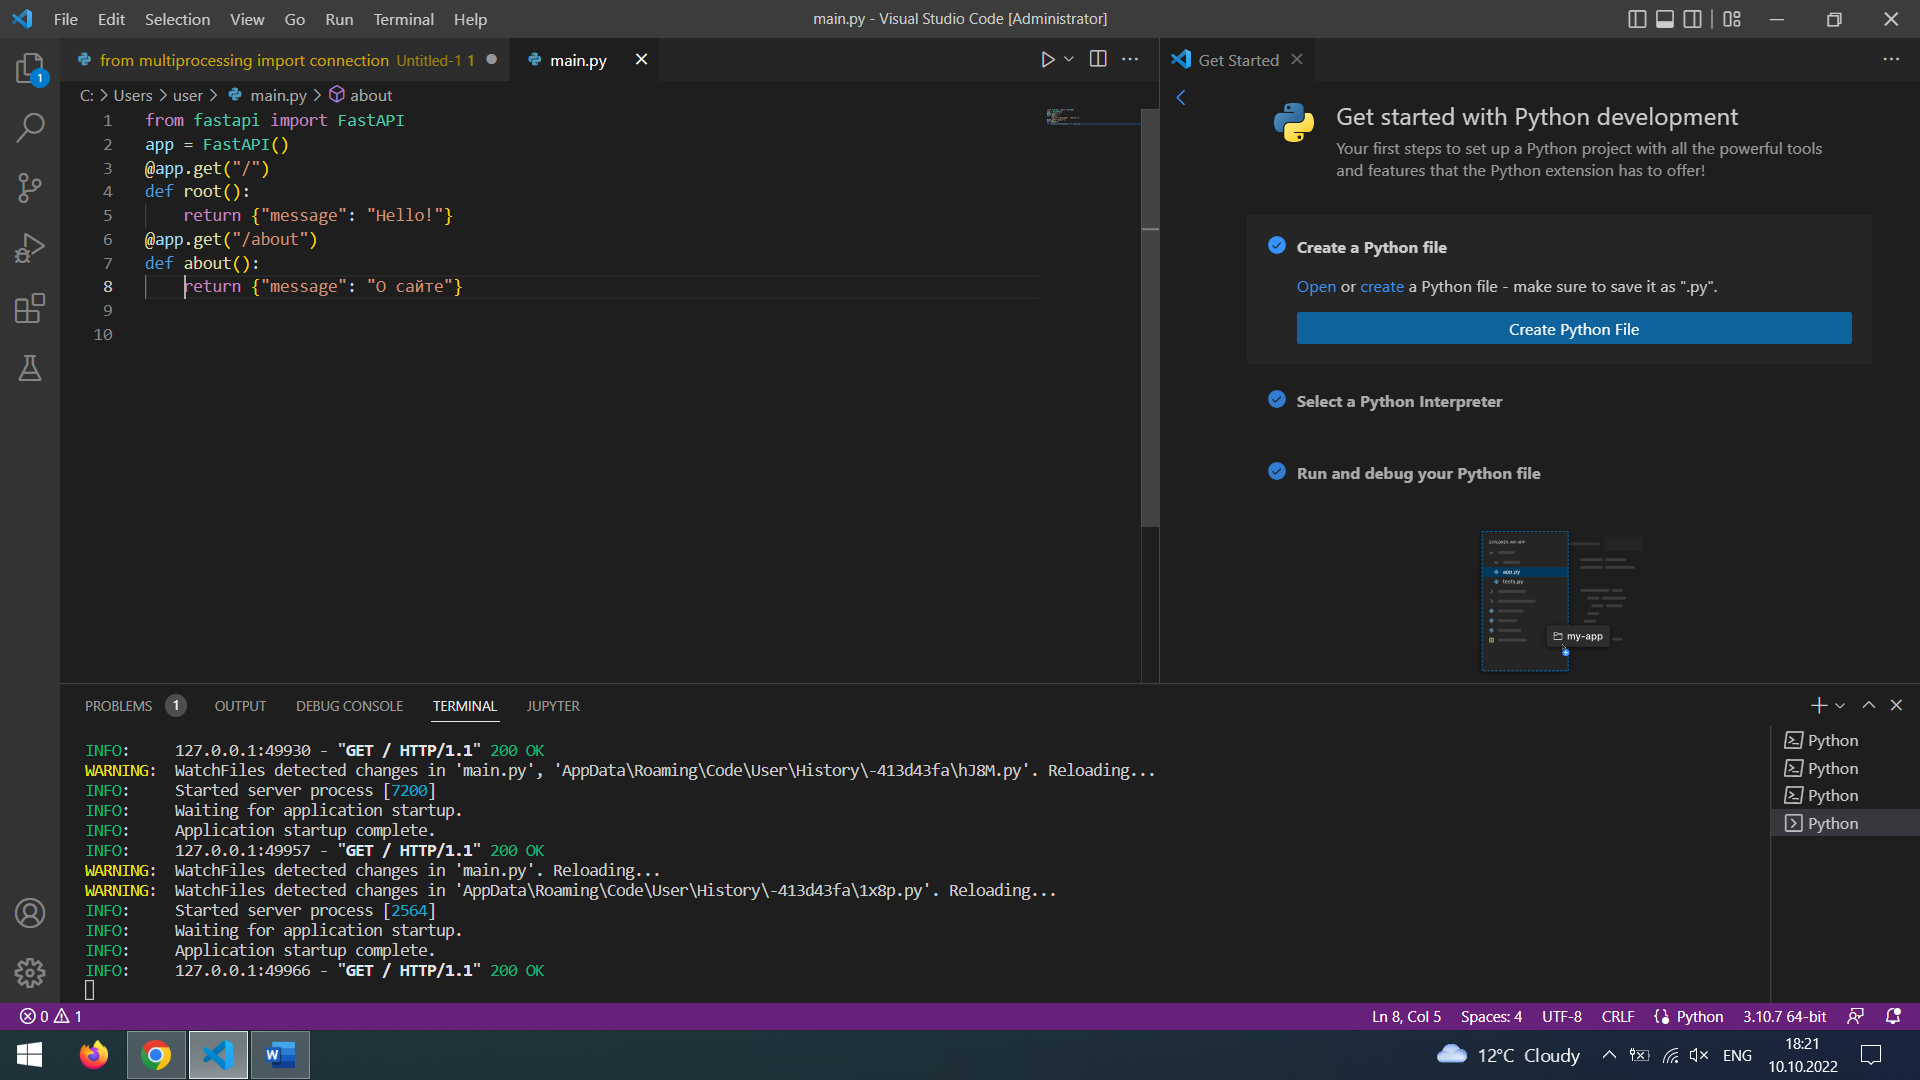 File Edit Selection View Go Run Terminal Help
main.py - Visual Studio Code [Administrator]
1
from multiprocessing import connection Untitled-1 1
main.py
C: > Users > user > main.py > about
1 from fastapi import FastAPI
2 app = FastAPI()
3 @app.get("/")
4 def root():
5 return {"message": "Hello!"}
6 @app.get("/about")
7 def about():
8 return {"message": "О сайте"}
9
10
Get Started
Get started with Python development
Your first steps to set up a Python project with all the powerful tools
and features that the Python extension has to offer!
Create a Python file
Open or create a Python file - make sure to save it as ".py".
Create Python File
Select a Python Interpreter
Run and debug your Python file
EXPLORER: MY-APP
app.py
tests.py
my-app
PROBLEMS 1 OUTPUT DEBUG CONSOLE TERMINAL JUPYTER
INFO: 127.0.0.1:49930 - "GET / HTTP/1.1" 200 OK
WARNING: WatchFiles detected changes in 'main.py', 'AppData\Roaming\Code\User\History\-413d43fa\hJ8M.py'. Reloading...
INFO: Started server process [7200]
INFO: Waiting for application startup.
INFO: Application startup complete.
INFO: 127.0.0.1:49957 - "GET / HTTP/1.1" 200 OK
WARNING: WatchFiles detected changes in 'main.py'. Reloading...
WARNING: WatchFiles detected changes in 'AppData\Roaming\Code\User\History\-413d43fa\1x8p.py'. Reloading...
INFO: Started server process [2564]
INFO: Waiting for application startup.
INFO: Application startup complete.
INFO: 127.0.0.1:49966 - "GET / HTTP/1.1" 200 OK
Python
Python
Python
Python
0 1
Ln 8, Col 5 Spaces: 4 UTF-8 CRLF Python 3.10.7 64-bit
12°C Cloudy ENG
18:21
10.10.2022